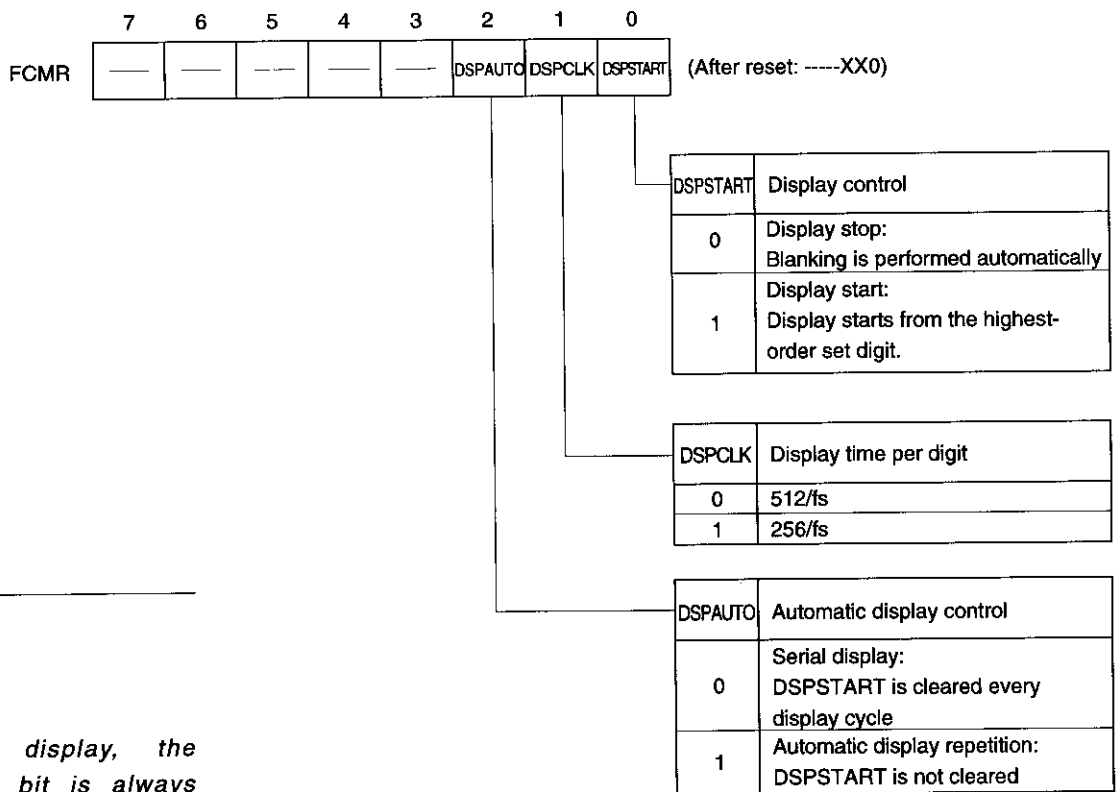 7 6 5 4 3 2 1 0
FCMR — — — — — DSPAUTO DSPCLK DSPSTART (After reset: -----XX0)
DSPSTART Display control
0 Display stop:
Blanking is performed automatically
1 Display start:
Display starts from the highest-
order set digit.
DSPCLK Display time per digit
0 512/fs
1 256/fs
DSPAUTO Automatic display control
0 Serial display:
DSPSTART is cleared every
display cycle
1 Automatic display repetition:
DSPSTART is not cleared
display, the
bit is always